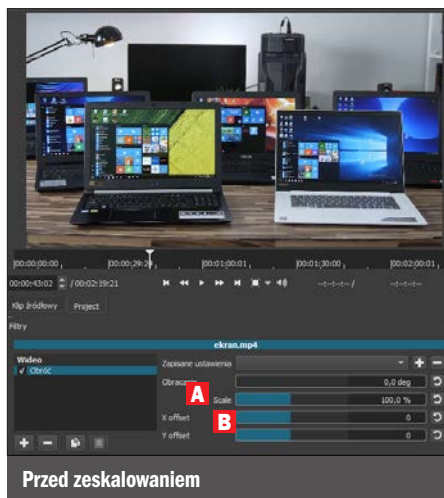 00:00:00:00
00:00:29:29
00:01:00:01
00:01:30:00
00:02:00:01
00:00:43:02 / 00:02:19:21
--:--:--:-- /
--:--:--:--
Klip źródłowy
Project
Filtry
ekran.mp4
Wideo
Obróć
Zapisane ustawienia
Obracanie
0,0 deg
A
Scale
100,0 %
B
X offset
0
Y offset
0
Przed zeskalowaniem